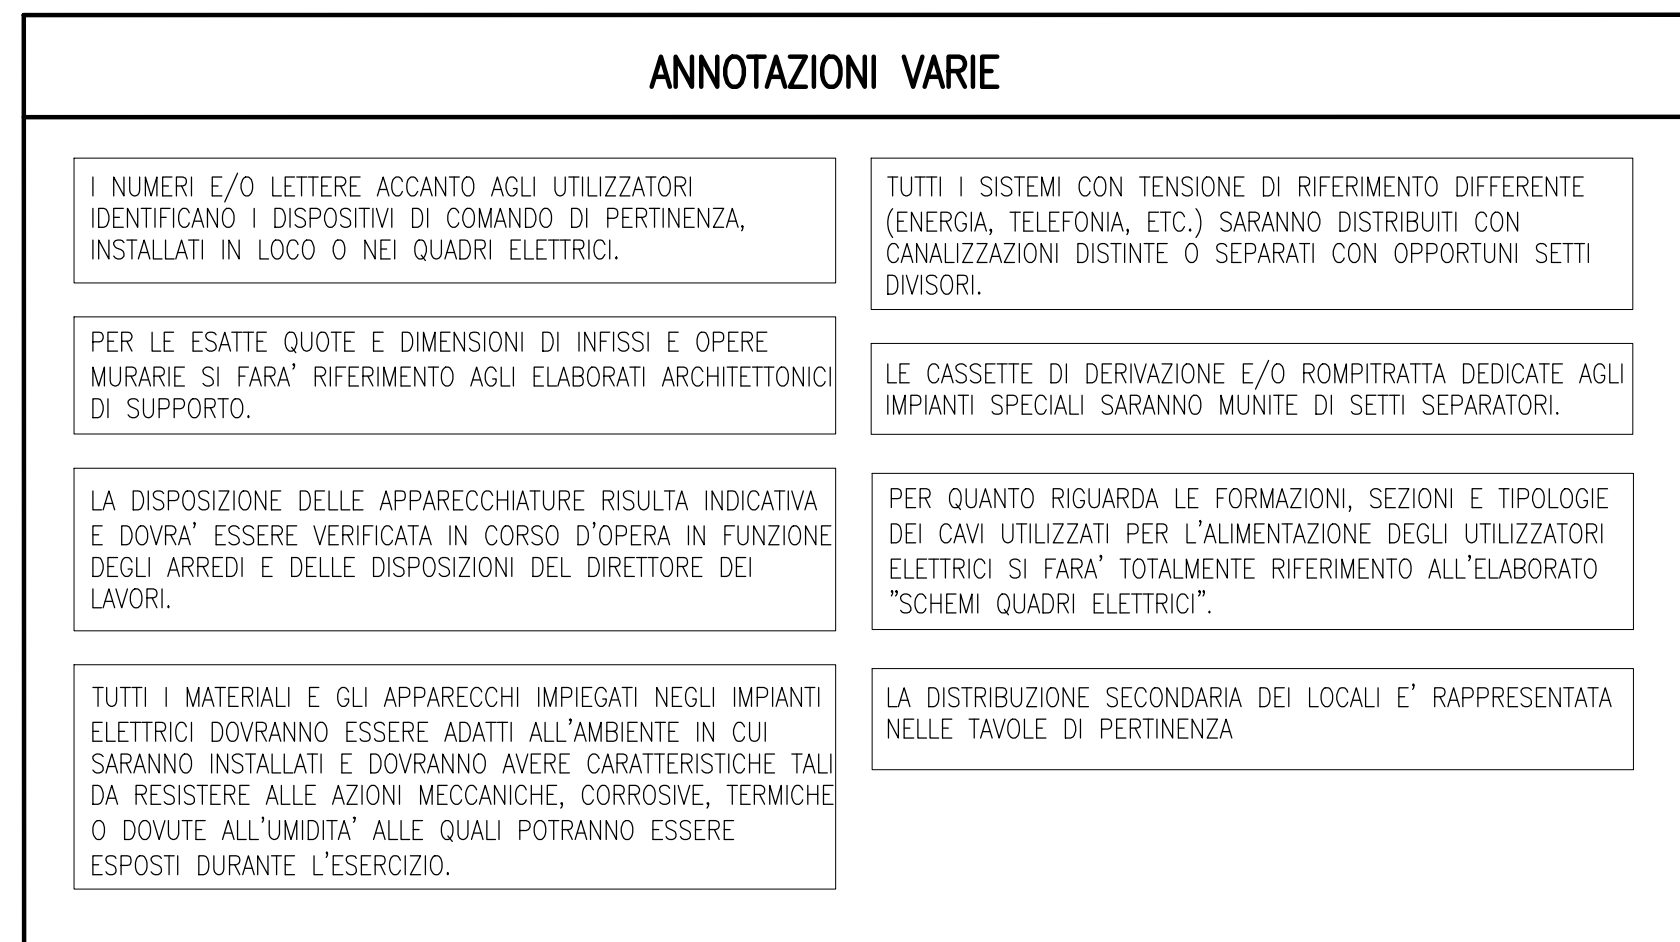 ANNOTAZIONI VARIE
I NUMERI E/O LETTERE ACCANTO AGLI UTILIZZATORI
IDENTIFICANO I DISPOSITIVI DI COMANDO DI PERTINENZA,
INSTALLATI IN LOCO O NEI QUADRI ELETTRICI.
PER LE ESATTE QUOTE E DIMENSIONI DI INFISSI E OPERE
MURARIE SI FARA' RIFERIMENTO AGLI ELABORATI ARCHITETTONICI
DI SUPPORTO.
LA DISPOSIZIONE DELLE APPARECCHIATURE RISULTA INDICATIVA
E DOVRA' ESSERE VERIFICATA IN CORSO D'OPERA IN FUNZIONE
DEGLI ARREDI E DELLE DISPOSIZIONI DEL DIRETTORE DEI
LAVORI.
TUTTI I MATERIALI E GLI APPARECCHI IMPIEGATI NEGLI IMPIANTI
ELETTRICI DOVRANNO ESSERE ADATTI ALL'AMBIENTE IN CUI
SARANNO INSTALLATI E DOVRANNO AVERE CARATTERISTICHE TALI
DA RESISTERE ALLE AZIONI MECCANICHE, CORROSIVE, TERMICHE
O DOVUTE ALL'UMIDITA' ALLE QUALI POTRANNO ESSERE
ESPOSTI DURANTE L'ESERCIZIO.
TUTTI I SISTEMI CON TENSIONE DI RIFERIMENTO DIFFERENTE
(ENERGIA, TELEFONIA, ETC.) SARANNO DISTRIBUITI CON
CANALIZZAZIONI DISTINTE O SEPARATI CON OPPORTUNI SETTI
DIVISORI.
LE CASSETTE DI DERIVAZIONE E/O ROMPITRATTA DEDICATE AGLI
IMPIANTI SPECIALI SARANNO MUNITE DI SETTI SEPARATORI.
PER QUANTO RIGUARDA LE FORMAZIONI, SEZIONI E TIPOLOGIE
DEI CAVI UTILIZZATI PER L'ALIMENTAZIONE DEGLI UTILIZZATORI
ELETTRICI SI FARA' TOTALMENTE RIFERIMENTO ALL'ELABORATO
"SCHEMI QUADRI ELETTRICI".
LA DISTRIBUZIONE SECONDARIA DEI LOCALI E' RAPPRESENTATA
NELLE TAVOLE DI PERTINENZA